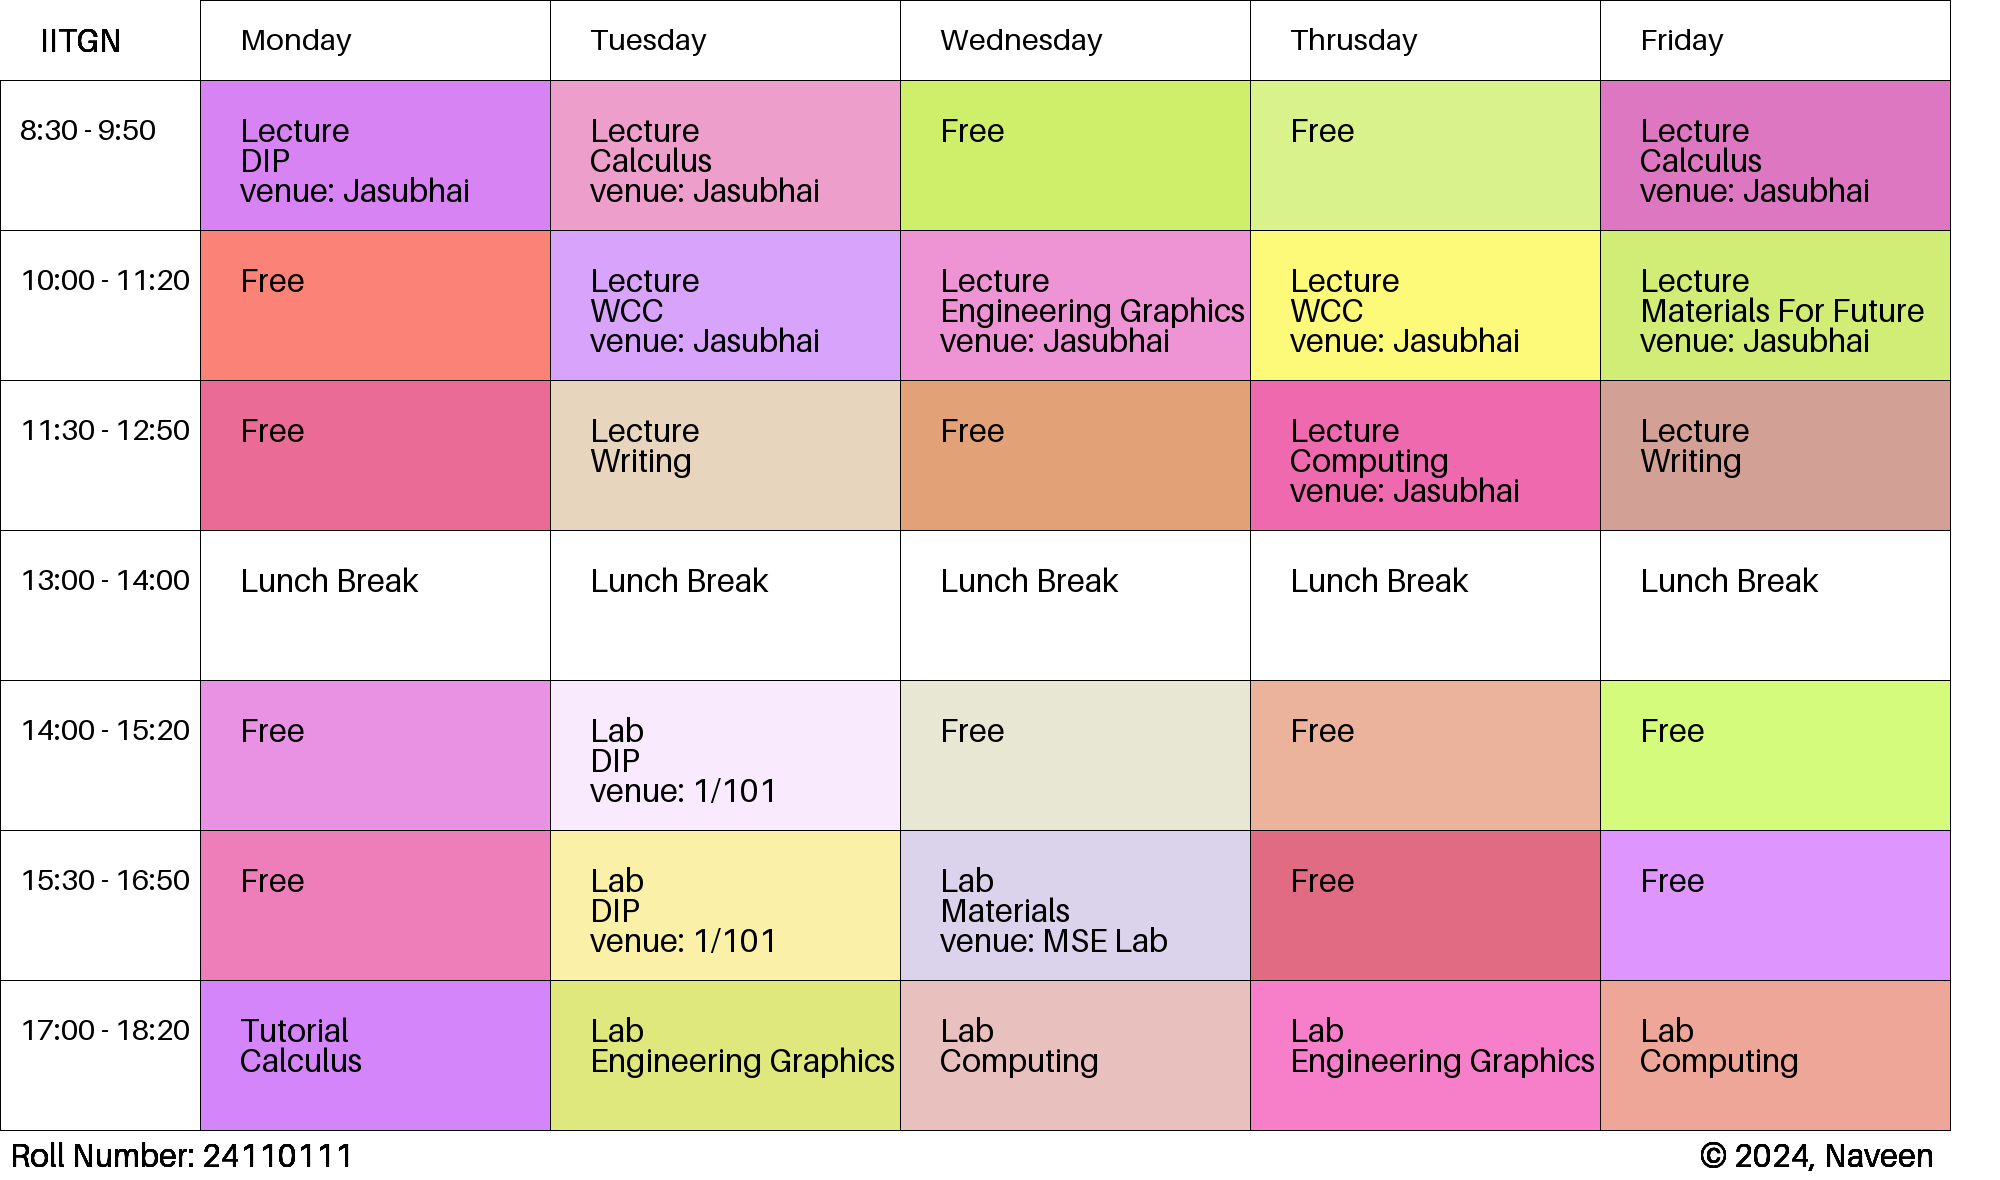 IITGN Monday Tuesday Wednesday Thrusday Friday
8:30 - 9:50
Lecture
DIP
venue: Jasubhai
Lecture
Calculus
venue: Jasubhai
Free
Free
Lecture
Calculus
venue: Jasubhai
10:00 - 11:20
Free
Lecture
WCC
venue: Jasubhai
Lecture
Engineering Graphics
venue: Jasubhai
Lecture
WCC
venue: Jasubhai
Lecture
Materials For Future
venue: Jasubhai
11:30 - 12:50
Free
Lecture
Writing
Free
Lecture
Computing
venue: Jasubhai
Lecture
Writing
13:00 - 14:00
Lunch Break
Lunch Break
Lunch Break
Lunch Break
Lunch Break
14:00 - 15:20
Free
Lab
DIP
venue: 1/101
Free
Free
Free
15:30 - 16:50
Free
Lab
DIP
venue: 1/101
Lab
Materials
venue: MSE Lab
Free
Free
17:00 - 18:20
Tutorial
Calculus
Lab
Engineering Graphics
Lab
Computing
Lab
Engineering Graphics
Lab
Computing
Roll Number: 24110111
© 2024, Naveen